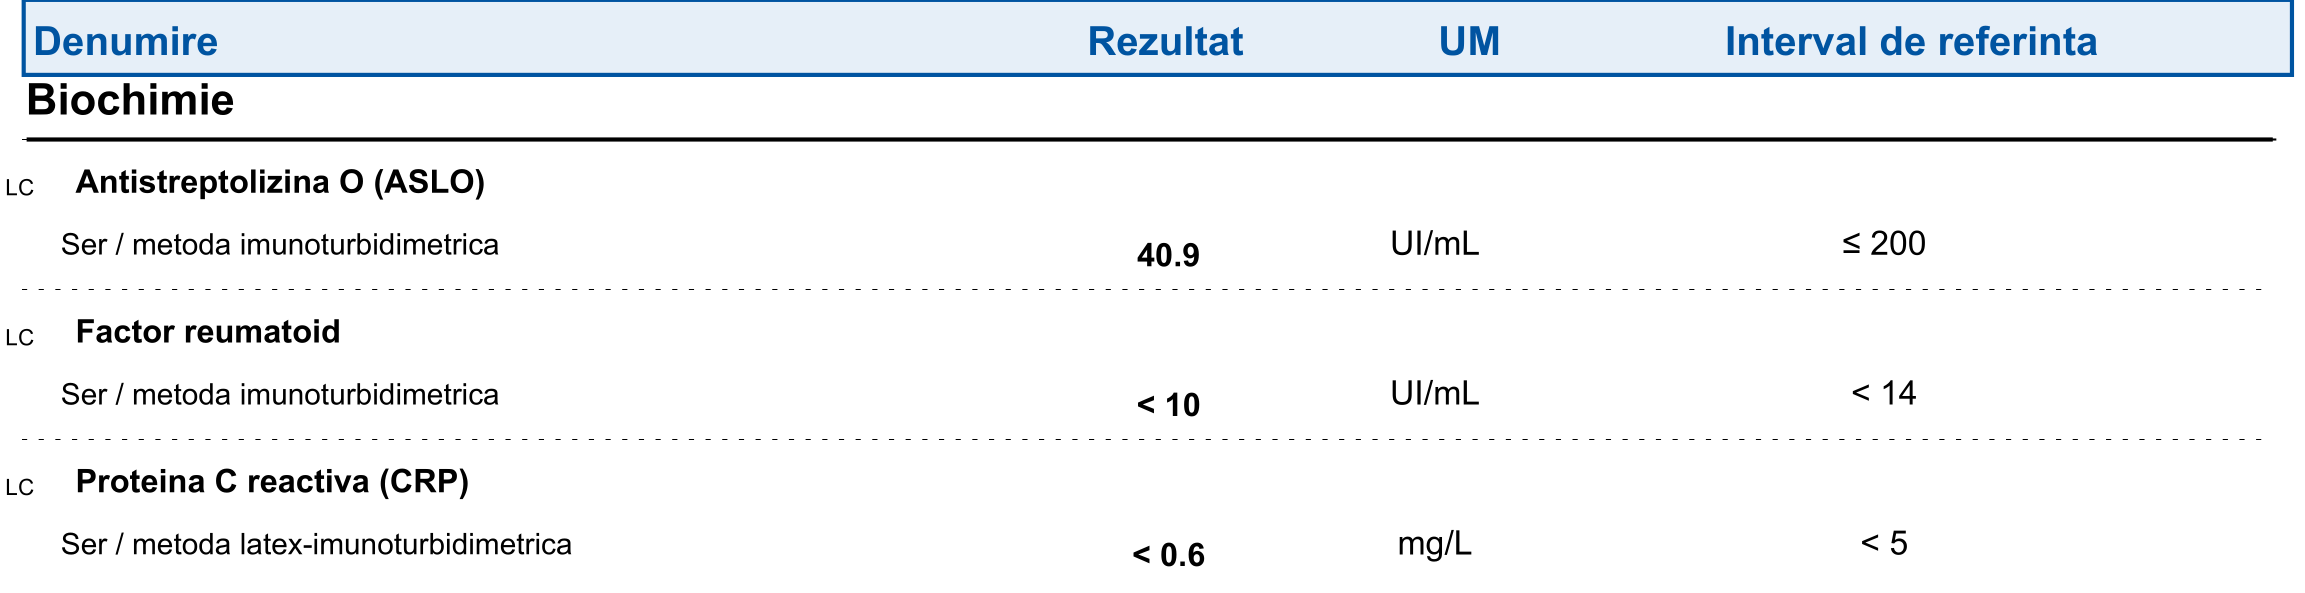 Denumire Rezultat UM Interval de referinta
Biochimie
LC Antistreptolizina O (ASLO)
Ser / metoda imunoturbidimetrica 40.9 UI/mL ≤ 200
LC Factor reumatoid
Ser / metoda imunoturbidimetrica < 10 UI/mL < 14
LC Proteina C reactiva (CRP)
Ser / metoda latex-imunoturbidimetrica < 0.6 mg/L < 5